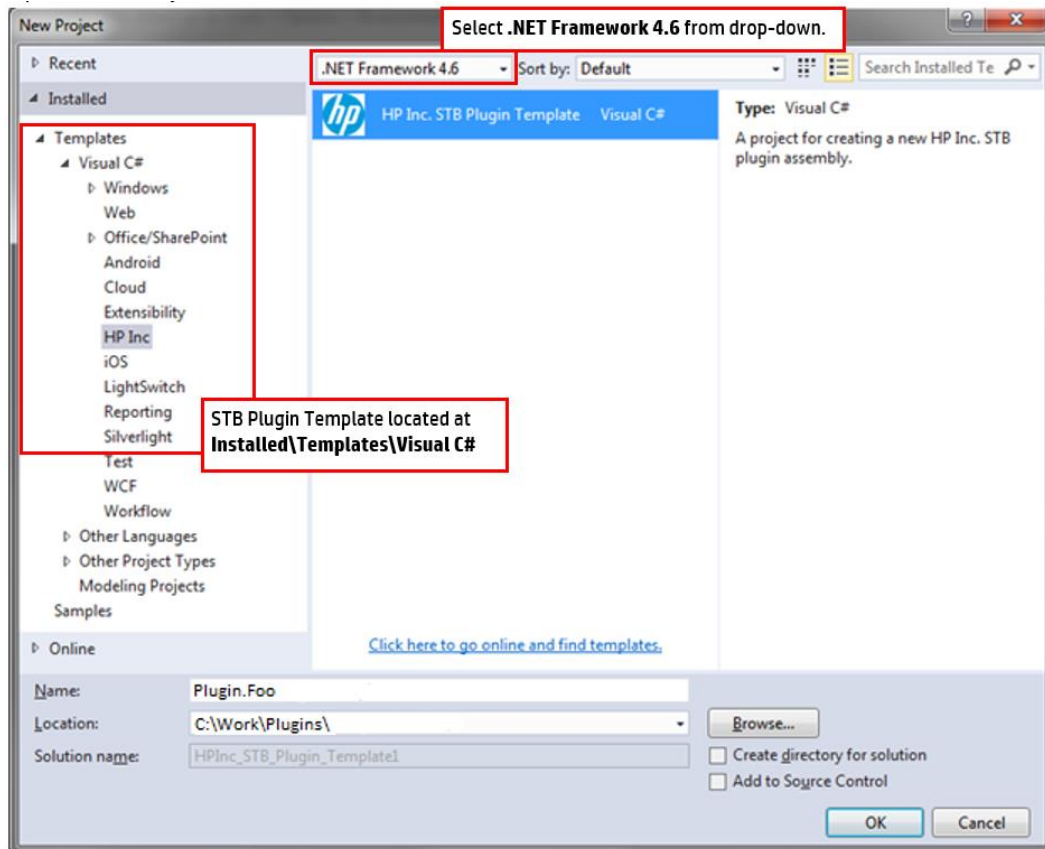 New Project
Select .NET Framework 4.6 from drop-down.
Recent
.NET Framework 4.6
Sort by: Default
Search Installed Te
Installed
hp
HP Inc. STB Plugin Template Visual C#
Type: Visual C#
A project for creating a new HP Inc. STB
plugin assembly.
Templates
Visual C#
Windows
Web
Office/SharePoint
Android
Cloud
Extensibility
HP Inc
iOS
LightSwitch
Reporting
Silverlight
STB Plugin Template located at
Installed\Templates\Visual C#
Test
WCF
Workflow
Other Languages
Other Project Types
Modeling Projects
Samples
Online
Click here to go online and find templates.
Name: Plugin.Foo
Location: C:\Work\Plugins\
Browse...
Solution name: HPInc_STB_Plugin_Template1
Create directory for solution
Add to Source Control
OK
Cancel